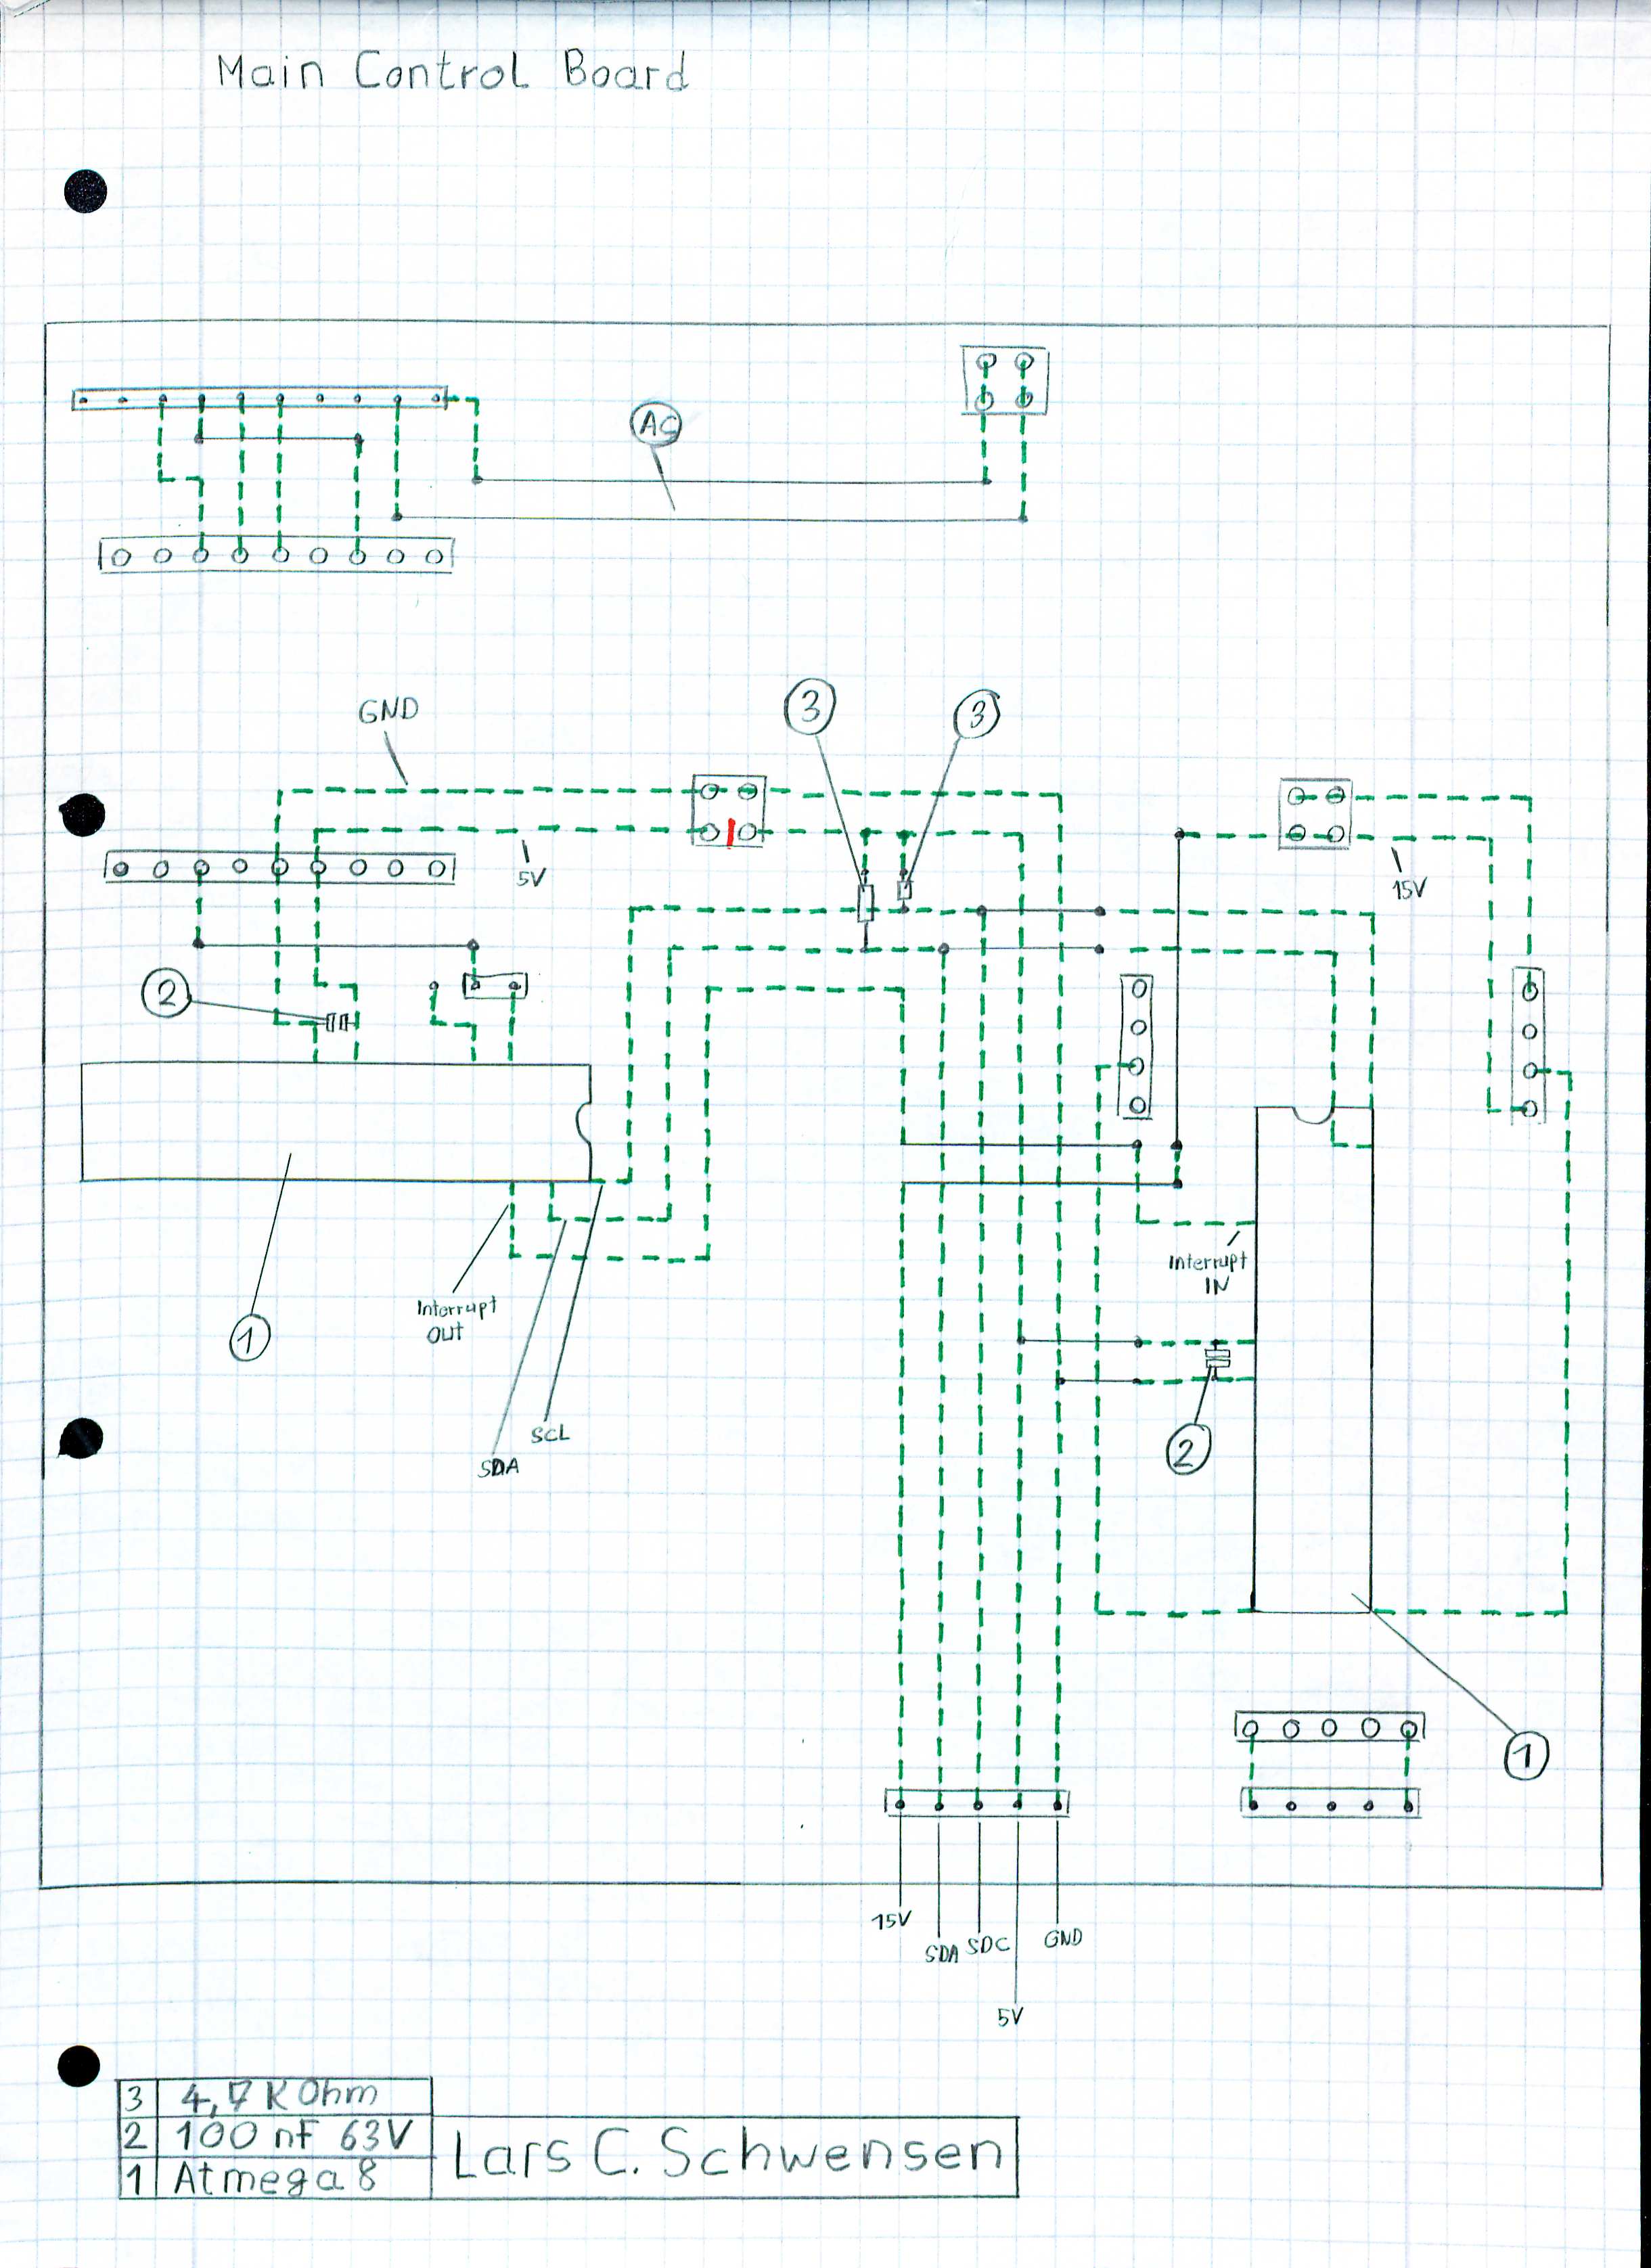 Main Control Board
AC
GND
3
3
5V
15V
2
Interrupt
IN
Interrupt
OUT
1
SCL
2
SDA
1
15V
SDA
SDC
GND
5V
3 4,7 K Ohm
2 100 nF 63V
1 Atmega 8
Lars C. Schwensen